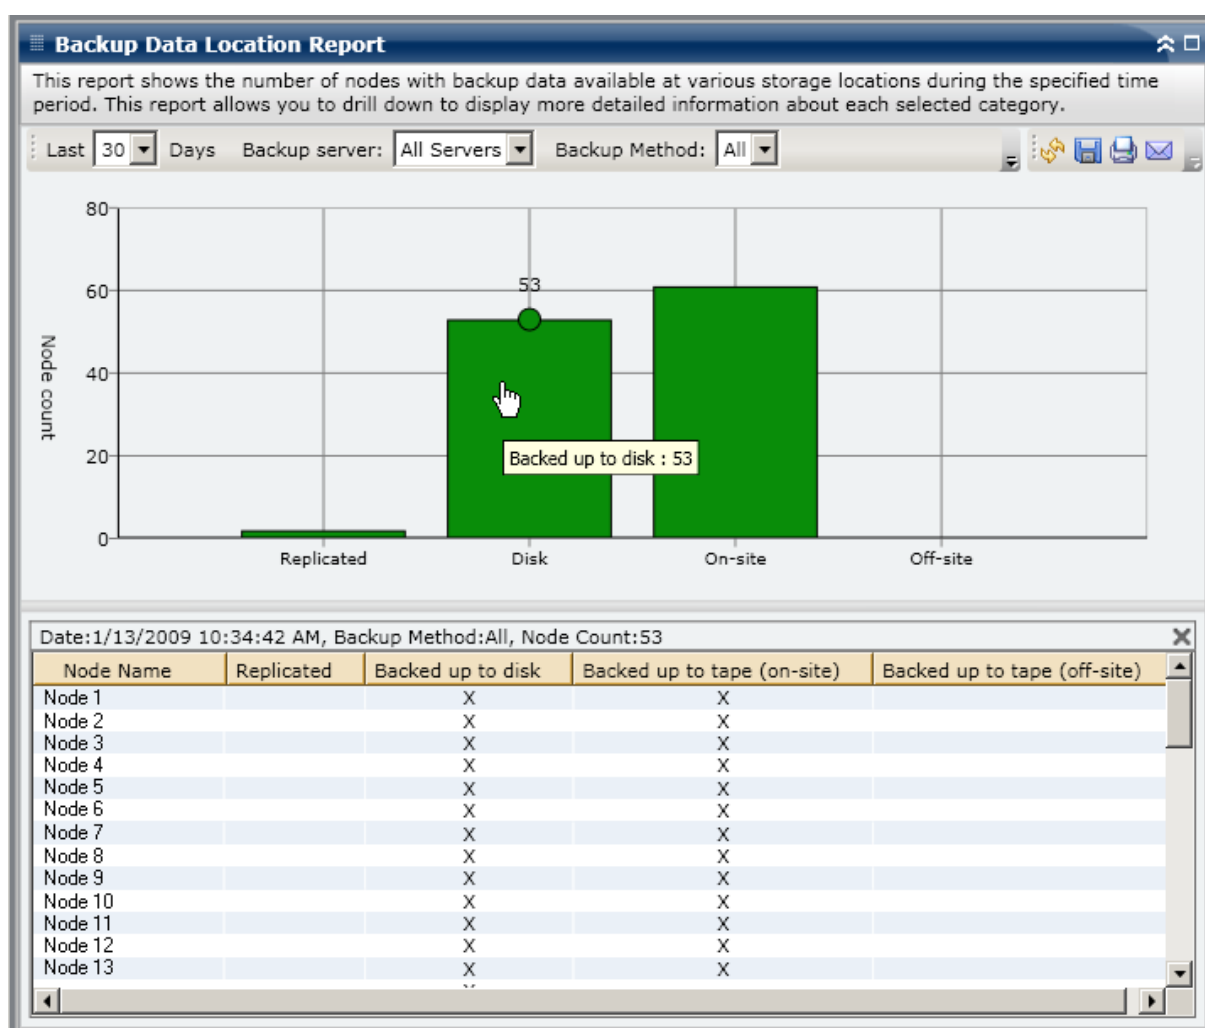 Backup Data Location Report
This report shows the number of nodes with backup data available at various storage locations during the specified time
period. This report allows you to drill down to display more detailed information about each selected category.
Last 30 Days Backup server: All Servers Backup Method: All
80
53
60
Node count
40
Backed up to disk : 53
20
0
Replicated Disk On-site Off-site
Date:1/13/2009 10:34:42 AM, Backup Method:All, Node Count:53
Node Name Replicated Backed up to disk Backed up to tape (on-site) Backed up to tape (off-site)
Node 1 X X
Node 2 X X
Node 3 X X
Node 4 X X
Node 5 X X
Node 6 X X
Node 7 X X
Node 8 X X
Node 9 X X
Node 10 X X
Node 11 X X
Node 12 X X
Node 13 X X